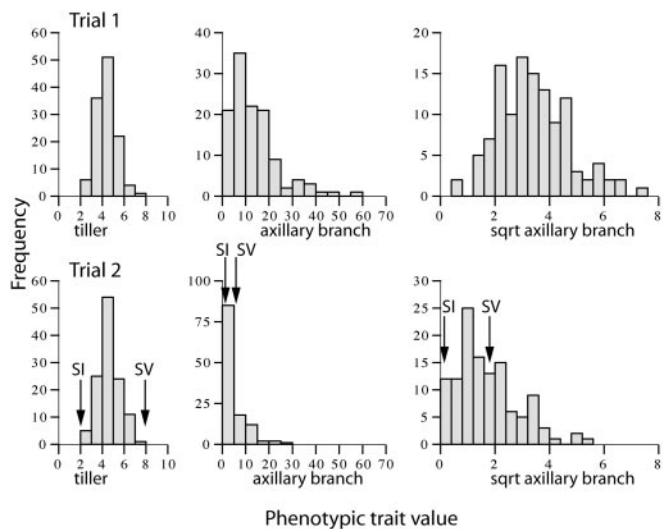 Trial 1
60
50
40
30
20
10
0
0 2 4 6 8 10
tiller
40
30
20
10
0
0 10 20 30 40 50 60 70
axillary branch
20
15
10
5
0
0 2 4 6 8
sqrt axillary branch
Frequency
Trial 2
60
50
40
30
20
10
0
SI SV
0 2 4 6 8 10
tiller
SI SV
100
75
50
25
0
0 10 20 30 40 50 60 70
axillary branch
30
25
20
15
10
5
0
SI SV
0 2 4 6 8
sqrt axillary branch
Phenotypic trait value